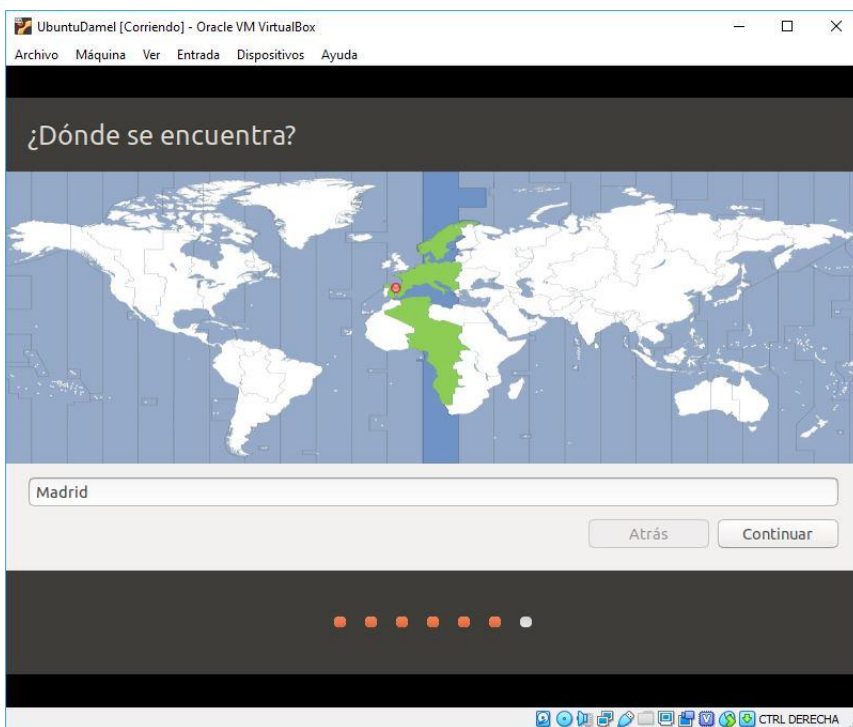 UbuntuDamel [Corriendo] - Oracle VM VirtualBox
Archivo Máquina Ver Entrada Dispositivos Ayuda
¿Dónde se encuentra?
Madrid
Atrás Continuar
CTRL DERECHA